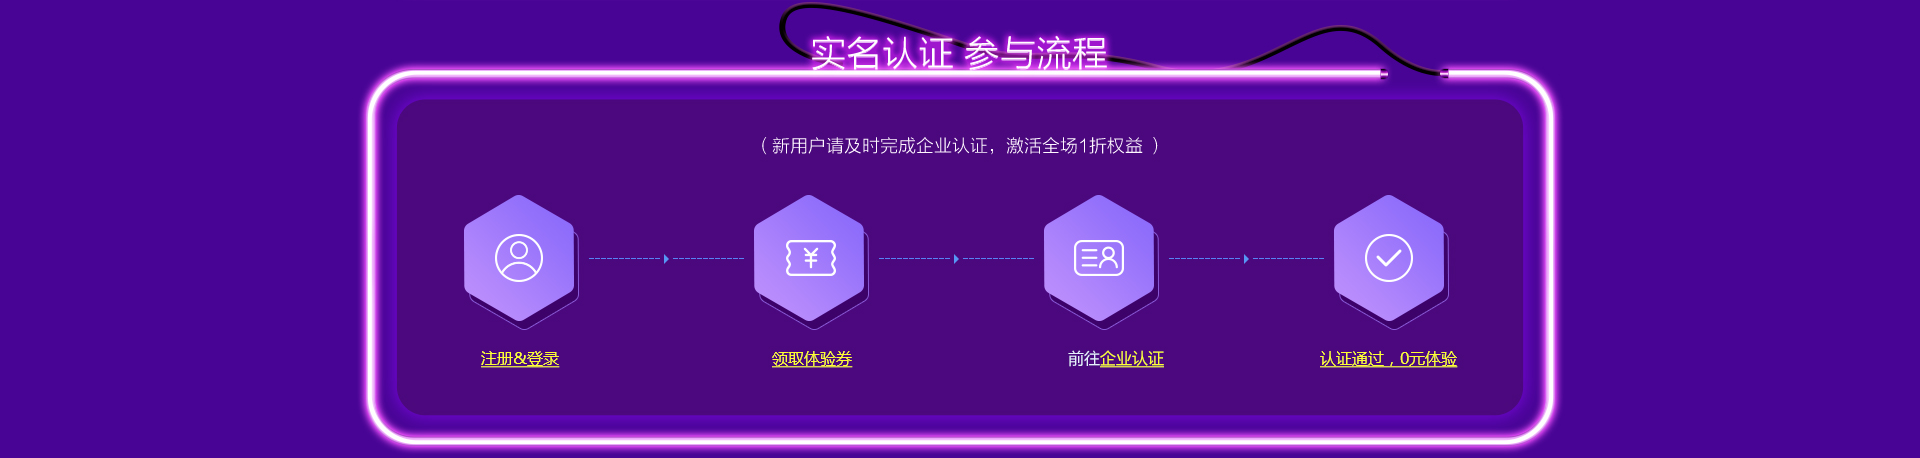 实名认证 参与流程
（ 新用户请及时完成企业认证，激活全场1折权益 ）
¥
注册&登录
领取体验券
前往企业认证
认证通过，0元体验